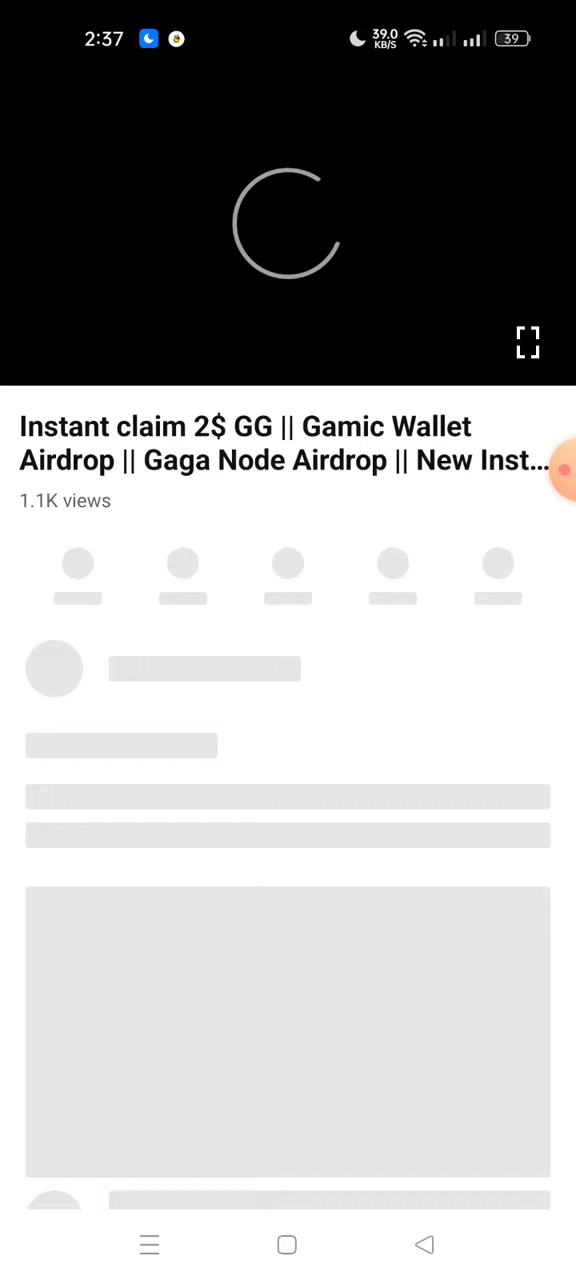 2:37
39.0
KB/S
39
Instant claim 2$ GG || Gamic Wallet
Airdrop || Gaga Node Airdrop || New Inst...
1.1K views